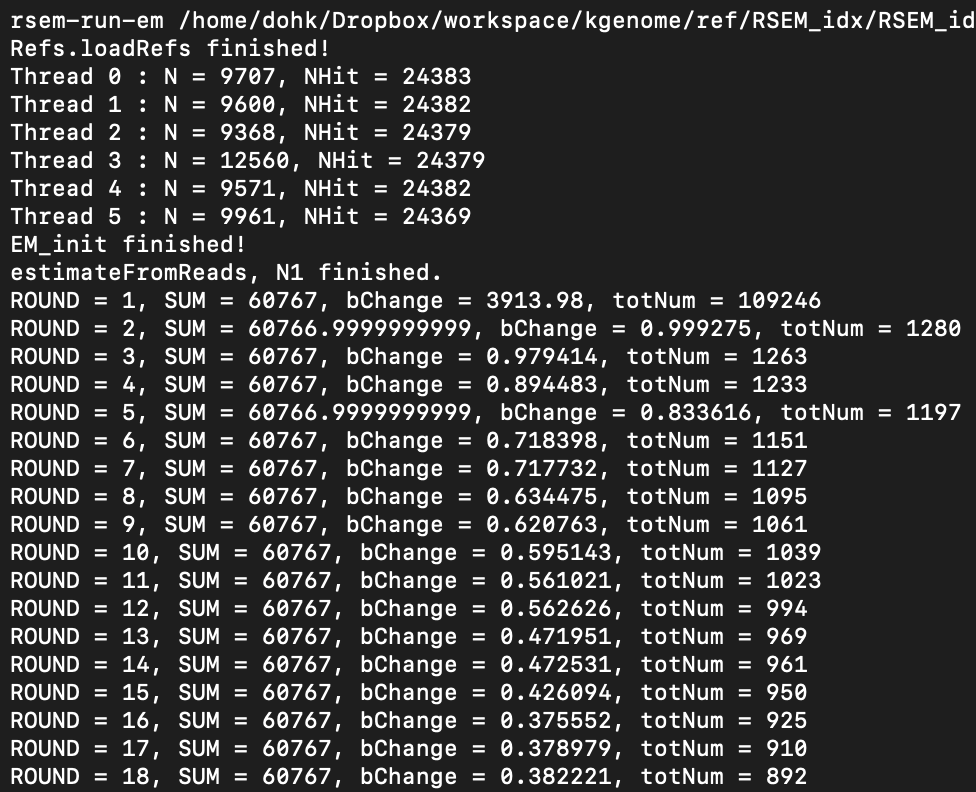 rsem-run-em /home/dohk/Dropbox/workspace/kgenome/ref/RSEM_idx/RSEM_id
Refs.loadRefs finished!
Thread 0 : N = 9707, NHit = 24383
Thread 1 : N = 9600, NHit = 24382
Thread 2 : N = 9368, NHit = 24379
Thread 3 : N = 12560, NHit = 24379
Thread 4 : N = 9571, NHit = 24382
Thread 5 : N = 9961, NHit = 24369
EM_init finished!
estimateFromReads, N1 finished.
ROUND = 1, SUM = 60767, bChange = 3913.98, totNum = 109246
ROUND = 2, SUM = 60766.9999999999, bChange = 0.999275, totNum = 1280
ROUND = 3, SUM = 60767, bChange = 0.979414, totNum = 1263
ROUND = 4, SUM = 60767, bChange = 0.894483, totNum = 1233
ROUND = 5, SUM = 60766.9999999999, bChange = 0.833616, totNum = 1197
ROUND = 6, SUM = 60767, bChange = 0.718398, totNum = 1151
ROUND = 7, SUM = 60767, bChange = 0.717732, totNum = 1127
ROUND = 8, SUM = 60767, bChange = 0.634475, totNum = 1095
ROUND = 9, SUM = 60767, bChange = 0.620763, totNum = 1061
ROUND = 10, SUM = 60767, bChange = 0.595143, totNum = 1039
ROUND = 11, SUM = 60767, bChange = 0.561021, totNum = 1023
ROUND = 12, SUM = 60767, bChange = 0.562626, totNum = 994
ROUND = 13, SUM = 60767, bChange = 0.471951, totNum = 969
ROUND = 14, SUM = 60767, bChange = 0.472531, totNum = 961
ROUND = 15, SUM = 60767, bChange = 0.426094, totNum = 950
ROUND = 16, SUM = 60767, bChange = 0.375552, totNum = 925
ROUND = 17, SUM = 60767, bChange = 0.378979, totNum = 910
ROUND = 18, SUM = 60767, bChange = 0.382221, totNum = 892